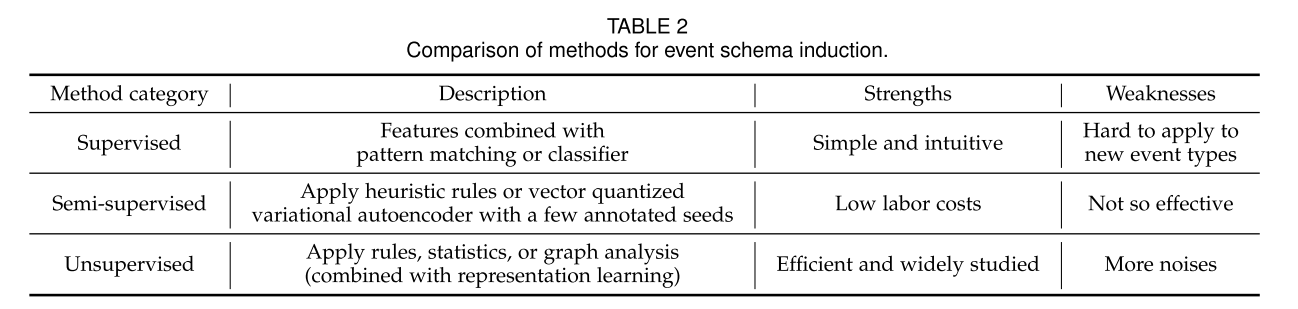 TABLE 2
Comparison of methods for event schema induction.
Method category | Description | Strengths | Weaknesses
Supervised | Features combined with pattern matching or classifier | Simple and intuitive | Hard to apply to new event types
Semi-supervised | Apply heuristic rules or vector quantized variational autoencoder with a few annotated seeds | Low labor costs | Not so effective
Unsupervised | Apply rules, statistics, or graph analysis (combined with representation learning) | Efficient and widely studied | More noises